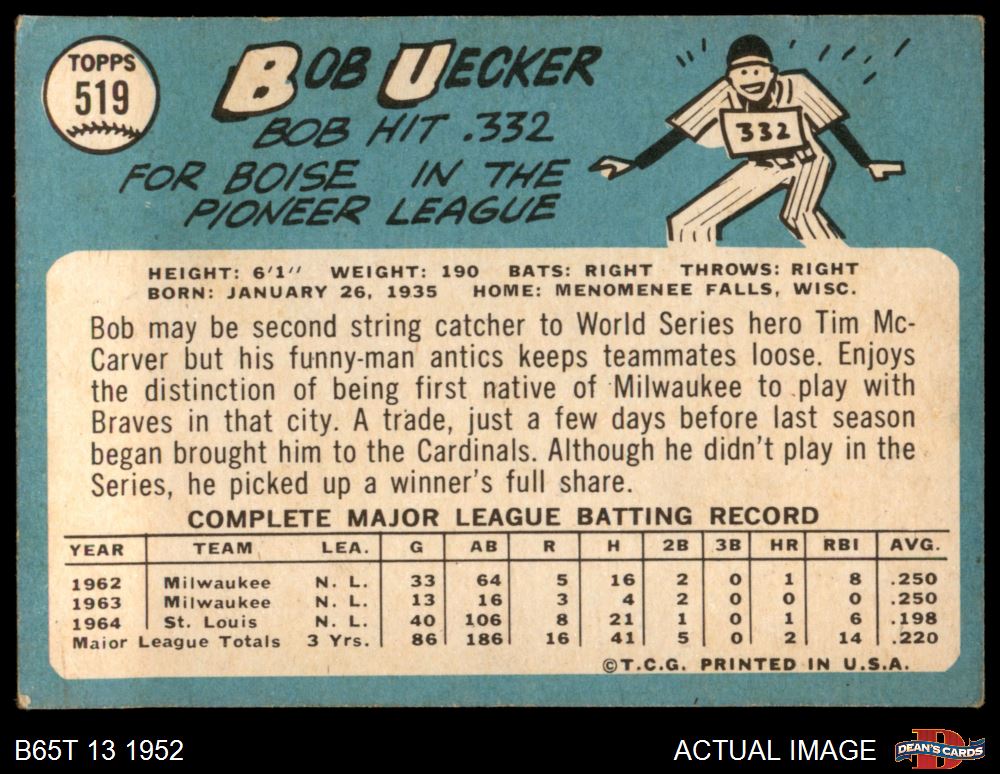 TOPPS
519
BOB UECKER
BOB HIT .332
FOR BOISE IN THE
PIONEER LEAGUE
332
HEIGHT: 6'1" WEIGHT: 190 BATS: RIGHT THROWS: RIGHT
BORN: JANUARY 26, 1935 HOME: MENOMENEE FALLS, WISC.
Bob may be second string catcher to World Series hero Tim Mc-
Carver but his funny-man antics keeps teammates loose. Enjoys
the distinction of being first native of Milwaukee to play with
Braves in that city. A trade, just a few days before last season
began brought him to the Cardinals. Although he didn't play in the
Series, he picked up a winner's full share.
COMPLETE MAJOR LEAGUE BATTING RECORD
YEAR TEAM LEA. G AB R H 2B 3B HR RBI AVG.
1962 Milwaukee N. L. 33 64 5 16 2 0 1 8 .250
1963 Milwaukee N. L. 13 16 3 4 2 0 0 0 .250
1964 St. Louis N. L. 40 106 8 21 1 0 1 6 .198
Major League Totals 3 Yrs. 86 186 16 41 5 0 2 14 .220
©T.C.G. PRINTED IN U.S.A.
B65T 13 1952
ACTUAL IMAGE
DEAN'S CARDS